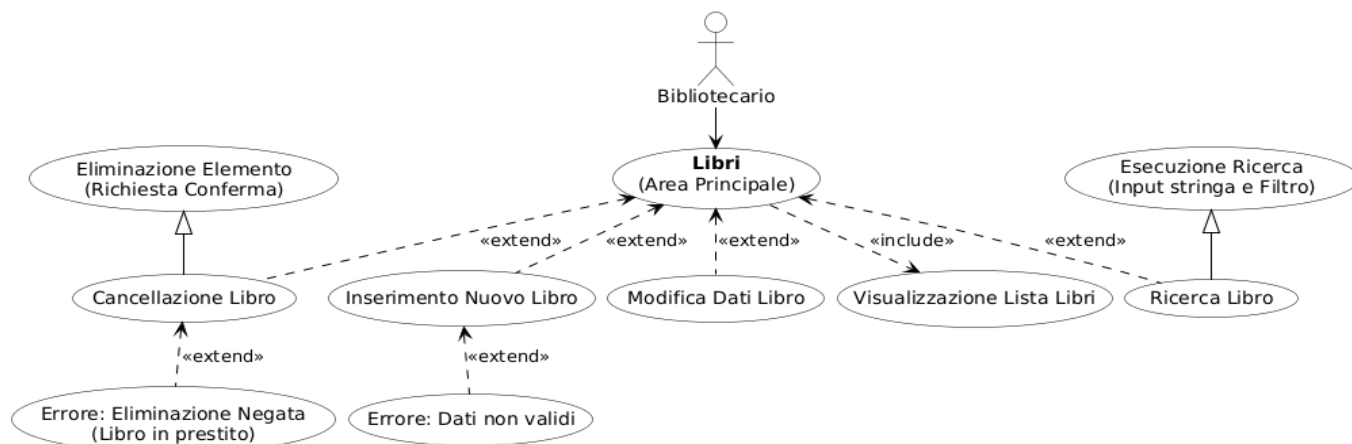 Bibliotecario
Eliminazione Elemento
(Richiesta Conferma)
Libri
(Area Principale)
Esecuzione Ricerca
(Input stringa e Filtro)
«extend»
«extend»
«extend»
«include»
«extend»
Cancellazione Libro
Inserimento Nuovo Libro
Modifica Dati Libro
Visualizzazione Lista Libri
Ricerca Libro
«extend»
«extend»
Errore: Eliminazione Negata
(Libro in prestito)
Errore: Dati non validi